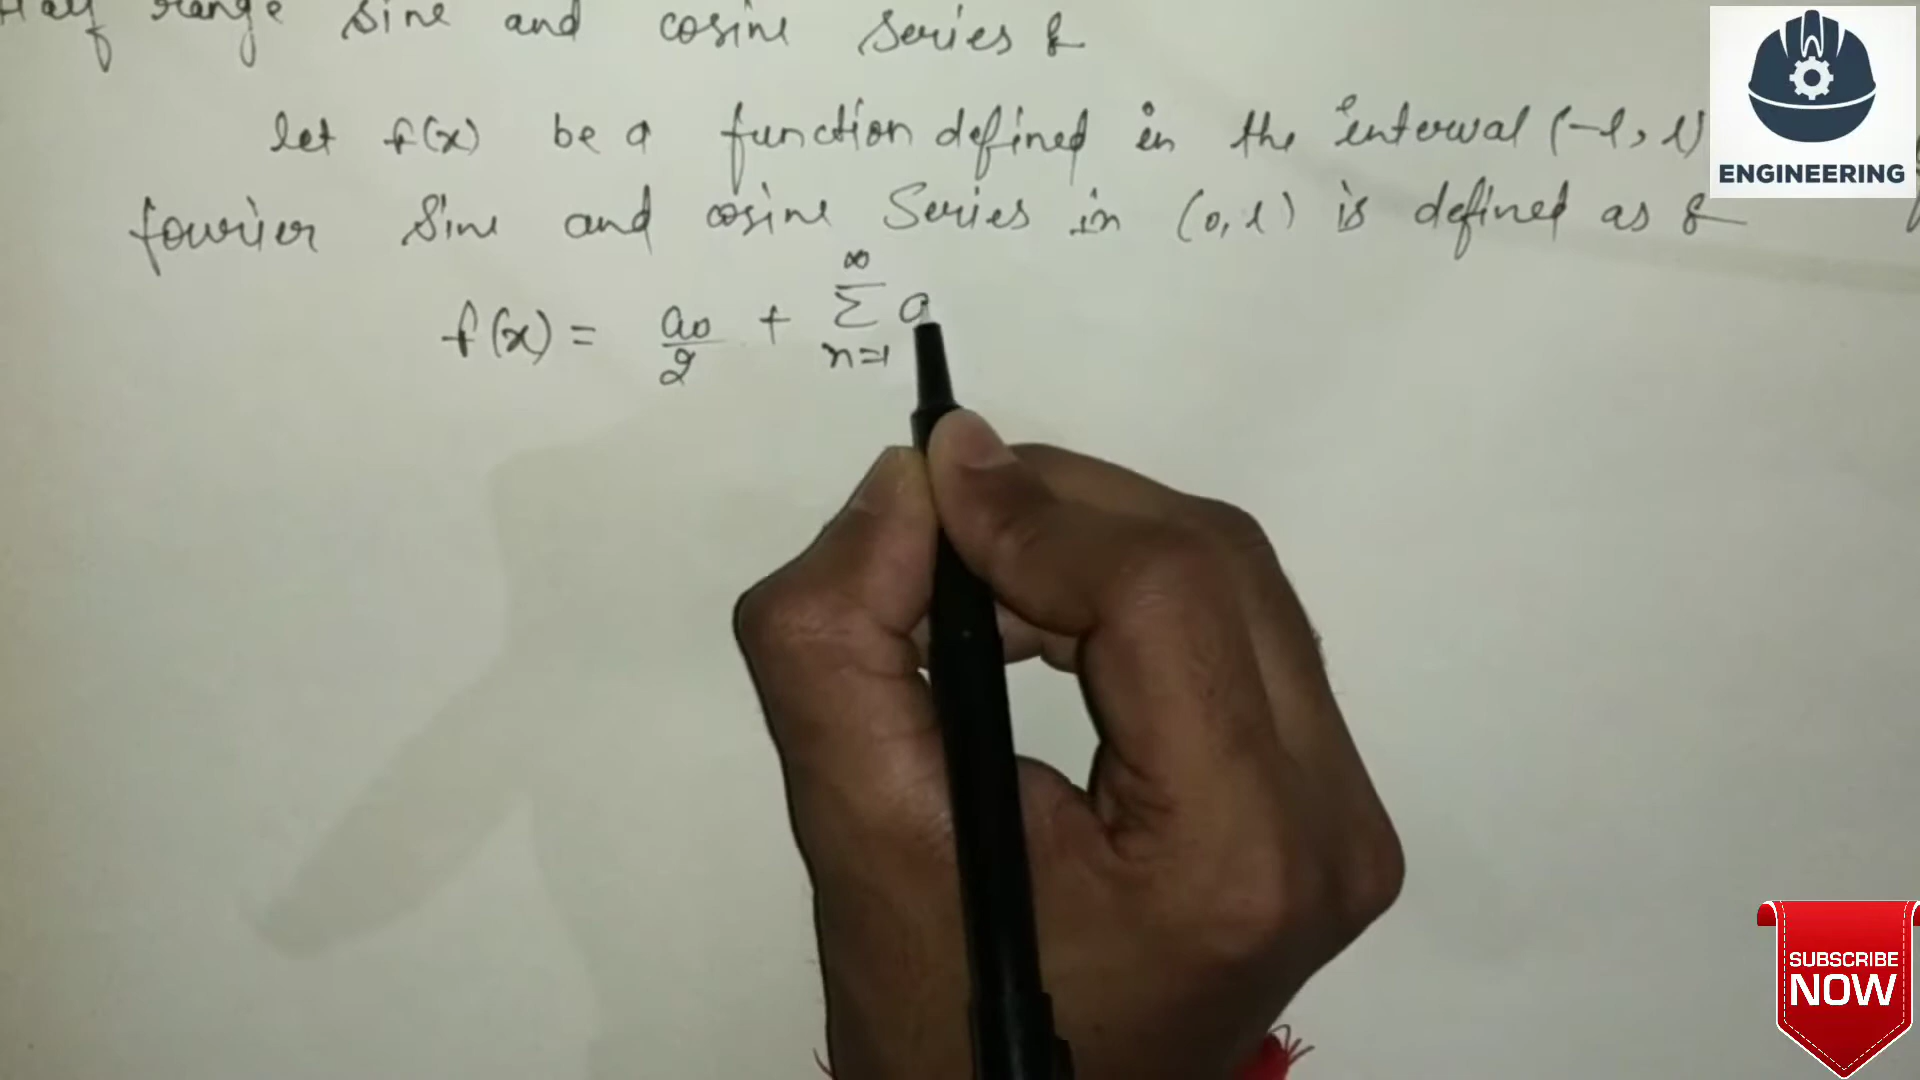 Half range Sine and cosine series :-
let f(x) be a function defined in the interval (-l, l)
fourier Sine and cosine Series in (0, l) is defined as :-
f(x) = a0/2 + ∞Σn=1 a
ENGINEERING
SUBSCRIBE
NOW